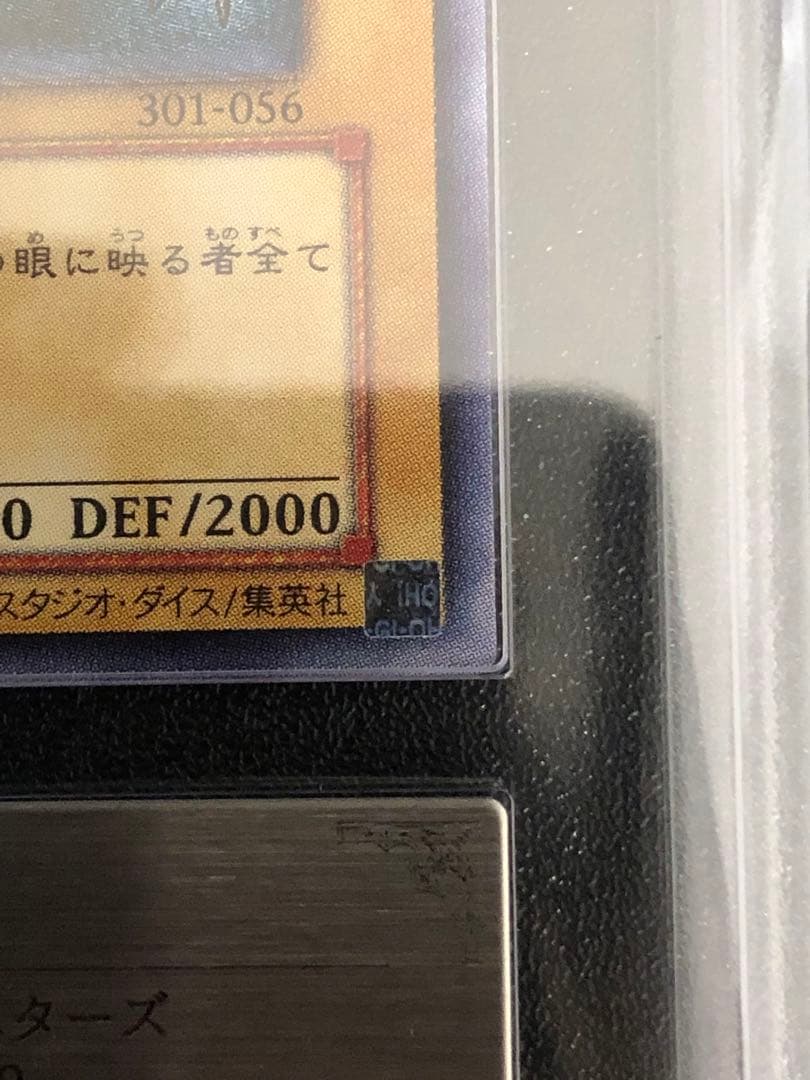 301-056
眼に映る者全て
0 DEF/2000
スタジオ・ダイス/集英社
ターズ